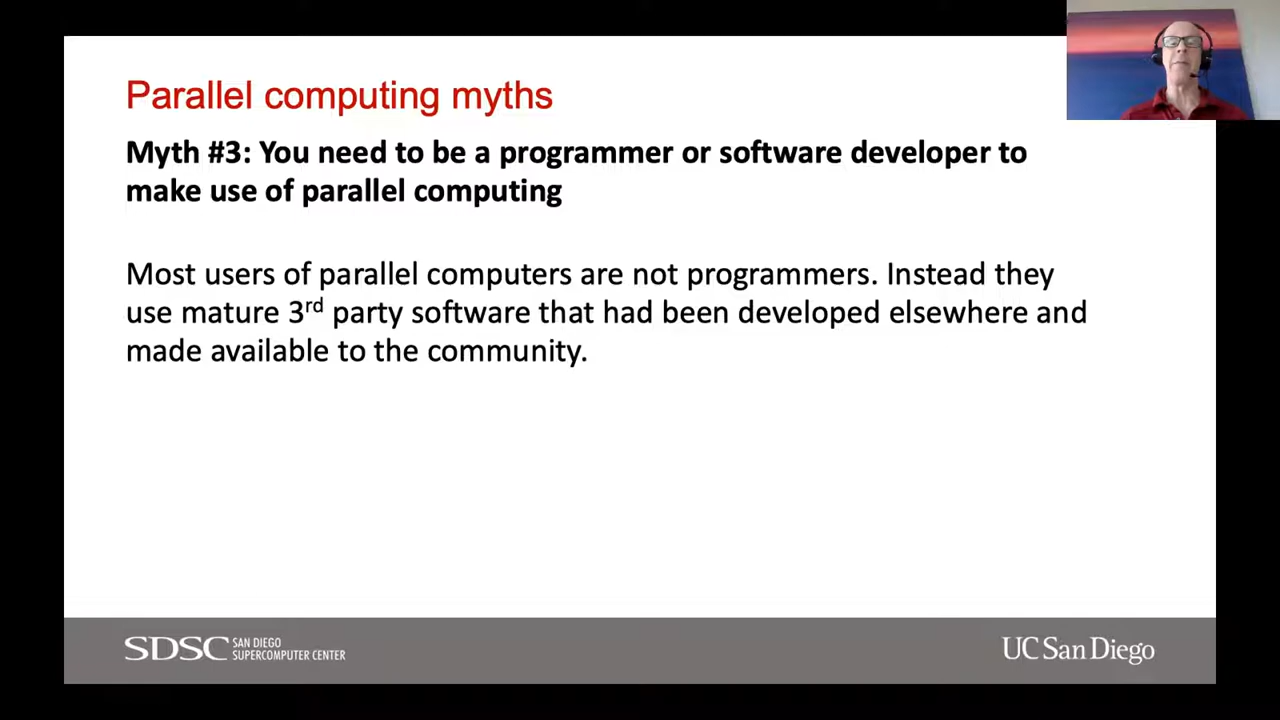 Parallel computing myths
Myth #3: You need to be a programmer or software developer to
make use of parallel computing
Most users of parallel computers are not programmers. Instead they
use mature 3rd party software that had been developed elsewhere and
made available to the community.
SDSC SAN DIEGO
SUPERCOMPUTER CENTER
UC San Diego